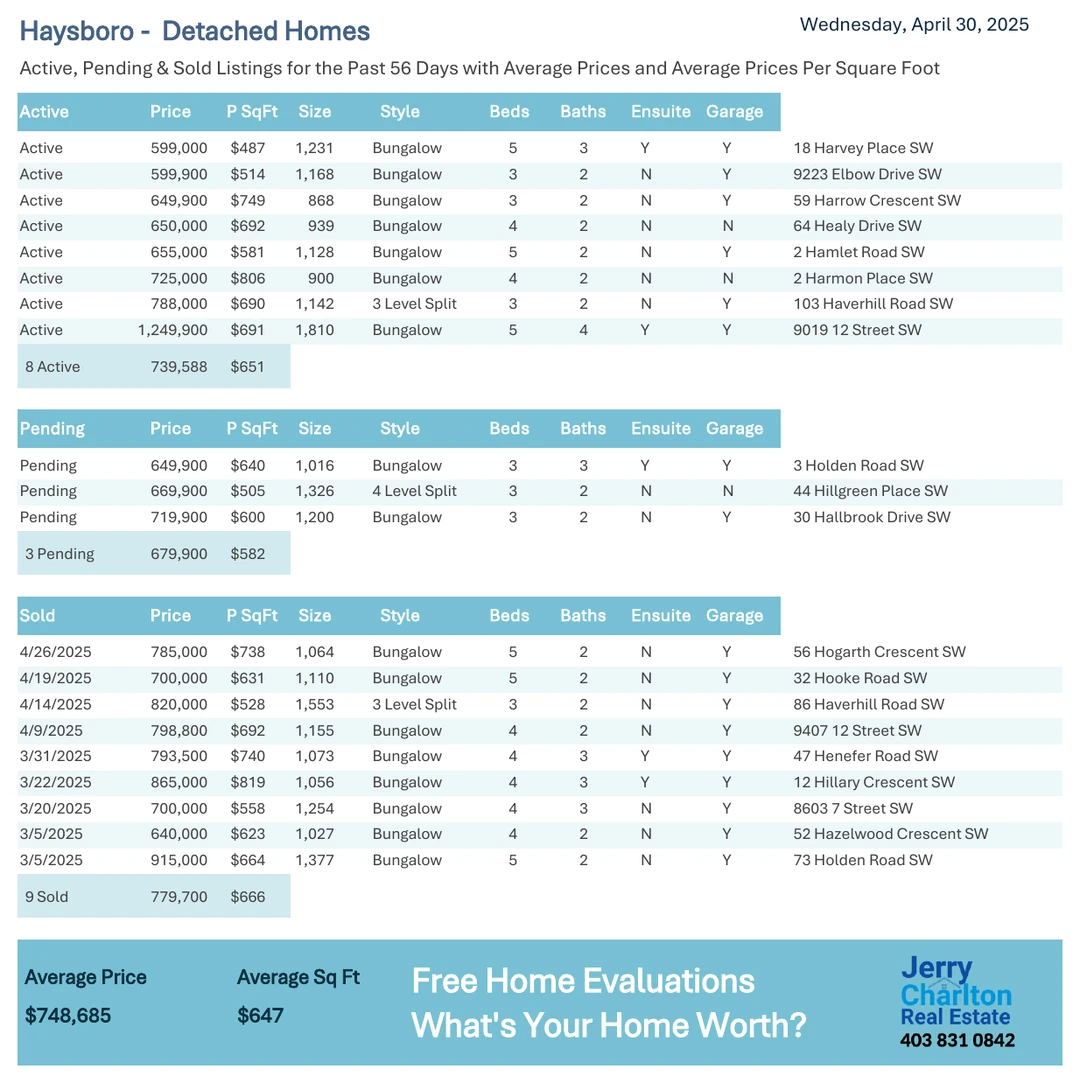 Haysboro - Detached Homes
Wednesday, April 30, 2025
Active, Pending & Sold Listings for the Past 56 Days with Average Prices and Average Prices Per Square Foot
Active Price P SqFt Size Style Beds Baths Ensuite Garage
Active 599,000 $487 1,231 Bungalow 5 3 Y Y 18 Harvey Place SW
Active 599,900 $514 1,168 Bungalow 3 2 N Y 9223 Elbow Drive SW
Active 649,900 $749 868 Bungalow 3 2 N Y 59 Harrow Crescent SW
Active 650,000 $692 939 Bungalow 4 2 N N 64 Healy Drive SW
Active 655,000 $581 1,128 Bungalow 5 2 N Y 2 Hamlet Road SW
Active 725,000 $806 900 Bungalow 4 2 N N 2 Harmon Place SW
Active 788,000 $690 1,142 3 Level Split 3 2 N Y 103 Haverhill Road SW
Active 1,249,900 $691 1,810 Bungalow 5 4 Y Y 9019 12 Street SW
8 Active 739,588 $651
Pending Price P SqFt Size Style Beds Baths Ensuite Garage
Pending 649,900 $640 1,016 Bungalow 3 3 Y Y 3 Holden Road SW
Pending 669,900 $505 1,326 4 Level Split 3 2 N N 44 Hillgreen Place SW
Pending 719,900 $600 1,200 Bungalow 3 2 N Y 30 Hallbrook Drive SW
3 Pending 679,900 $582
Sold Price P SqFt Size Style Beds Baths Ensuite Garage
4/26/2025 785,000 $738 1,064 Bungalow 5 2 N Y 56 Hogarth Crescent SW
4/19/2025 700,000 $631 1,110 Bungalow 5 2 N Y 32 Hooke Road SW
4/14/2025 820,000 $528 1,553 3 Level Split 3 2 N Y 86 Haverhill Road SW
4/9/2025 798,800 $692 1,155 Bungalow 4 2 N Y 9407 12 Street SW
3/31/2025 793,500 $740 1,073 Bungalow 4 3 Y Y 47 Henefer Road SW
3/22/2025 865,000 $819 1,056 Bungalow 4 3 Y Y 12 Hillary Crescent SW
3/20/2025 700,000 $558 1,254 Bungalow 4 3 N Y 8603 7 Street SW
3/5/2025 640,000 $623 1,027 Bungalow 4 2 N Y 52 Hazelwood Crescent SW
3/5/2025 915,000 $664 1,377 Bungalow 5 2 N Y 73 Holden Road SW
9 Sold 779,700 $666
Average Price Average Sq Ft
$748,685 $647
Free Home Evaluations
What's Your Home Worth?
Jerry
Charlton
Real Estate
403 831 0842